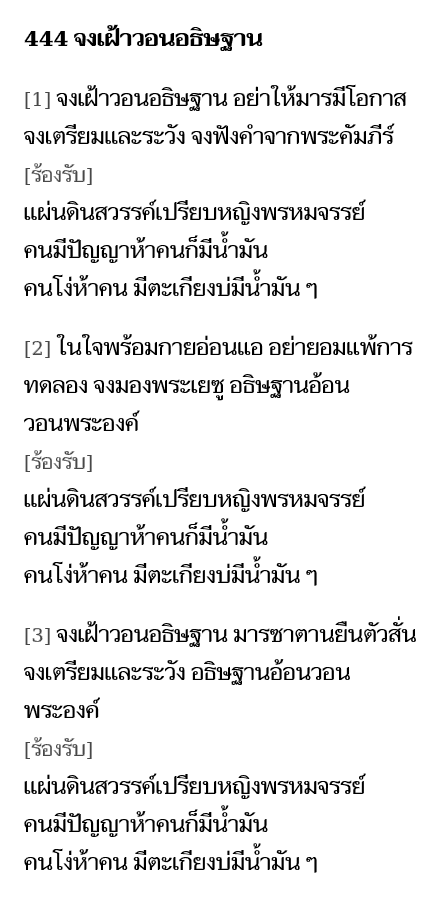 444 จงเฝ้าวอนอธิษฐาน
[1] จงเฝ้าวอนอธิษฐาน อย่าให้มารมีโอกาส
จงเตรียมและระวัง จงฟังคำจากพระคัมภีร์
[ร้องรับ]
แผ่นดินสวรรค์เปรียบหญิงพรหมจรรย์
คนมีปัญญาห้าคนก็มีน้ำมัน
คนโง่ห้าคน มีตะเกียงบ่มีน้ำมัน ๆ
[2] ในใจพร้อมกายอ่อนแอ อย่ายอมแพ้การ
ทดลอง จงมองพระเยซู อธิษฐานอ้อน
วอนพระองค์
[ร้องรับ]
แผ่นดินสวรรค์เปรียบหญิงพรหมจรรย์
คนมีปัญญาห้าคนก็มีน้ำมัน
คนโง่ห้าคน มีตะเกียงบ่มีน้ำมัน ๆ
[3] จงเฝ้าวอนอธิษฐาน มารซาตานยืนตัวสั่น
จงเตรียมและระวัง อธิษฐานอ้อนวอน
พระองค์
[ร้องรับ]
แผ่นดินสวรรค์เปรียบหญิงพรหมจรรย์
คนมีปัญญาห้าคนก็มีน้ำมัน
คนโง่ห้าคน มีตะเกียงบ่มีน้ำมัน ๆ